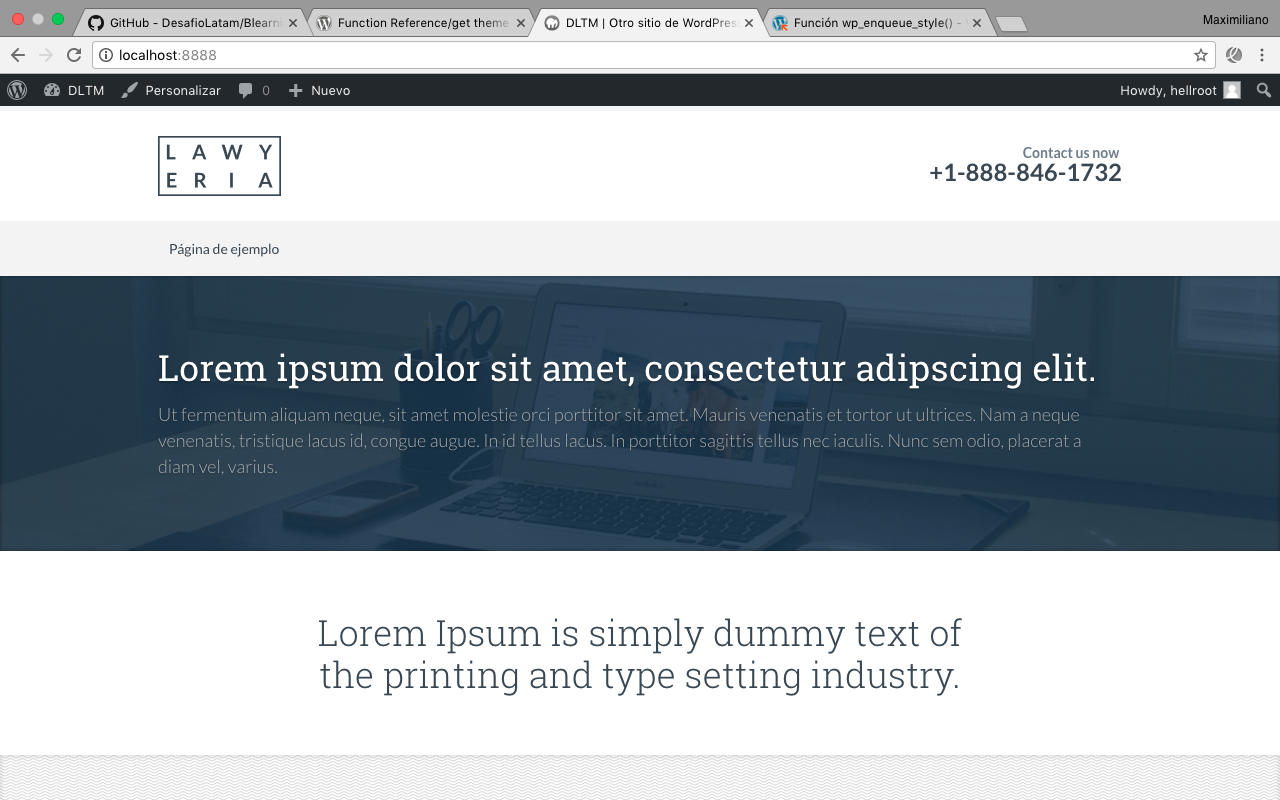 GitHub - DesafioLatam/Blearn
Function Reference/get theme
DLTM | Otro sitio de WordPres
Función wp_enqueue_style() -
Maximiliano
localhost:8888
DLTM
Personalizar
0
Nuevo
Howdy, hellroot
LAWY
ERIA
Contact us now
+1-888-846-1732
Página de ejemplo
Lorem ipsum dolor sit amet, consectetur adipscing elit.
Ut fermentum aliquam neque, sit amet molestie orci porttitor sit amet. Mauris venenatis et tortor ut ultrices. Nam a neque
venenatis, tristique lacus id, congue augue. In id tellus lacus. In porttitor sagittis tellus nec iaculis. Nunc sem odio, placerat a
diam vel, varius.
Lorem Ipsum is simply dummy text of
the printing and type setting industry.